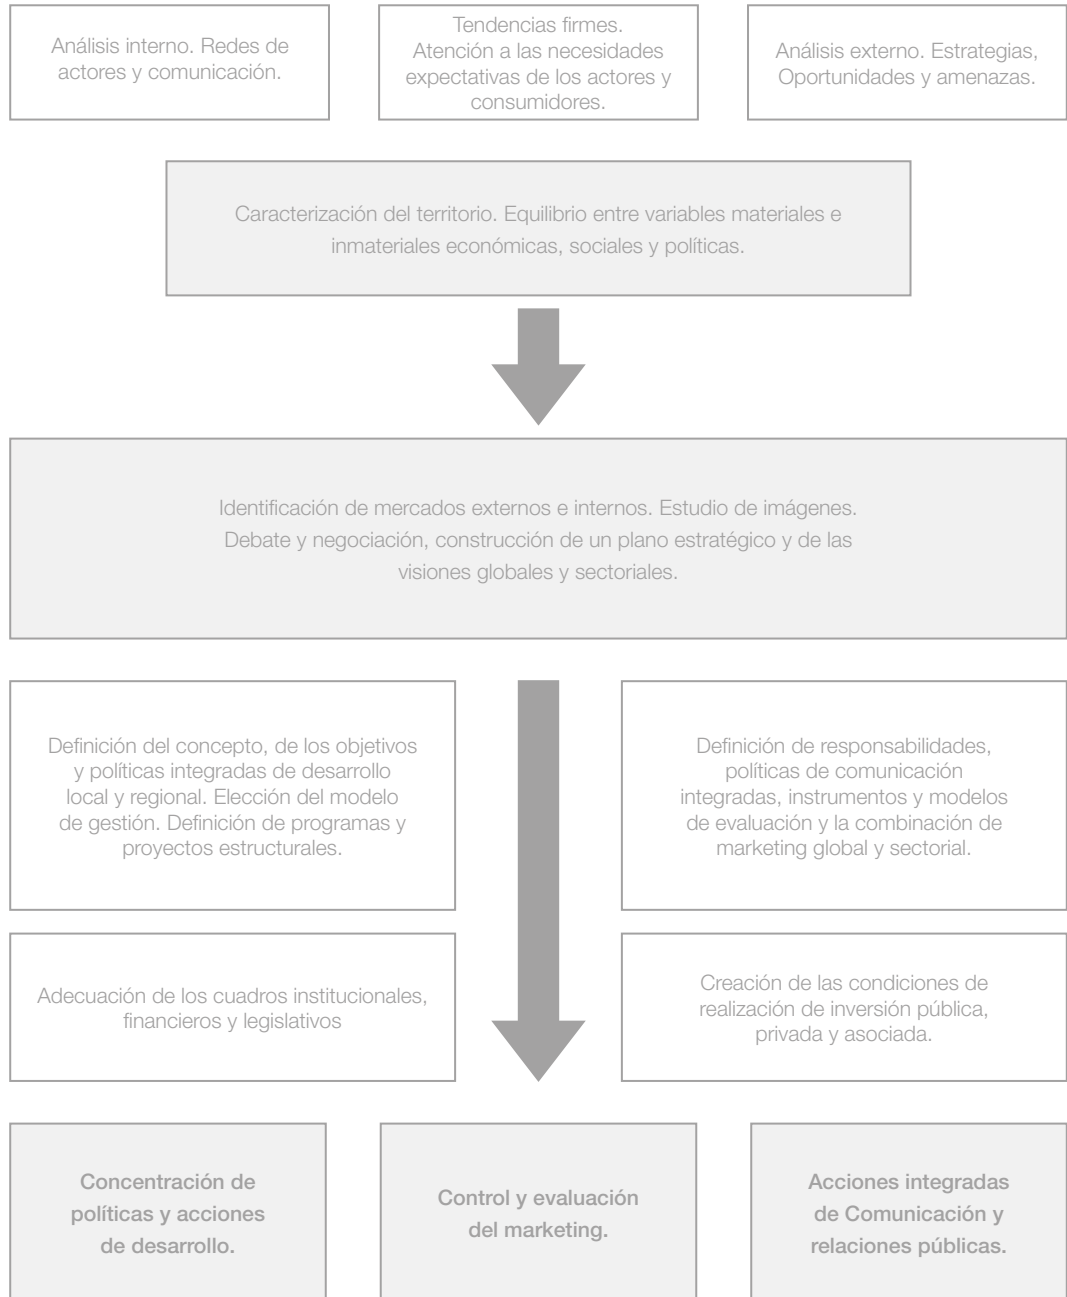 Análisis interno. Redes de
actores y comunicación.
Tendencias firmes.
Atención a las necesidades
expectativas de los actores y
consumidores.
Análisis externo. Estrategias,
Oportunidades y amenazas.
Caracterización del territorio. Equilibrio entre variables materiales e
inmateriales económicas, sociales y políticas.
Identificación de mercados externos e internos. Estudio de imágenes.
Debate y negociación, construcción de un plano estratégico y de las
visiones globales y sectoriales.
Definición del concepto, de los objetivos
y políticas integradas de desarrollo
local y regional. Elección del modelo
de gestión. Definición de programas y
proyectos estructurales.
Definición de responsabilidades,
políticas de comunicación
integradas, instrumentos y modelos
de evaluación y la combinación de
marketing global y sectorial.
Adecuación de los cuadros institucionales,
financieros y legislativos
Creación de las condiciones de
realización de inversión pública,
privada y asociada.
Concentración de
políticas y acciones
de desarrollo.
Control y evaluación
del marketing.
Acciones integradas
de Comunicación y
relaciones públicas.